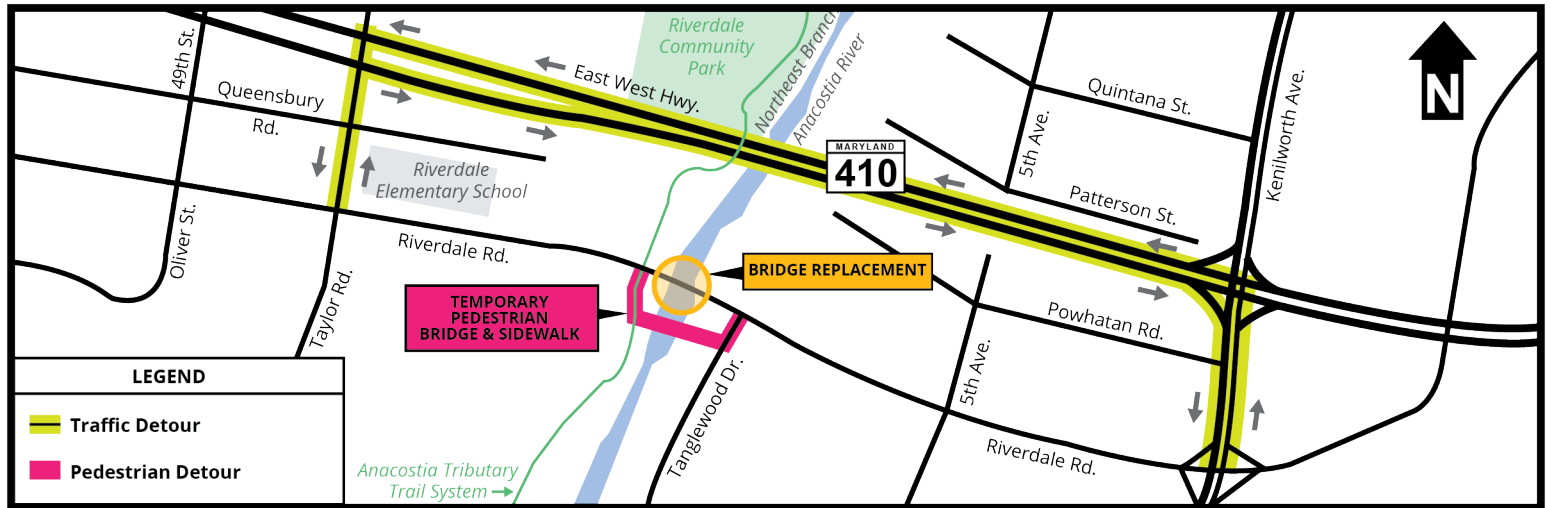 49th St.
Queensbury
Rd.
Riverdale
Elementary School
Oliver St.
Riverdale Rd.
Taylor Rd.
East West Hwy.
Riverdale
Community
Park
Northeast Branch
Anacostia River
MARYLAND
410
Quintana St.
5th Ave.
Patterson St.
Kenilworth Ave.
N
BRIDGE REPLACEMENT
TEMPORARY
PEDESTRIAN
BRIDGE & SIDEWALK
Powhatan Rd.
5th Ave.
Tanglewood Dr.
Riverdale Rd.
Anacostia Tributary
Trail System
LEGEND
Traffic Detour
Pedestrian Detour